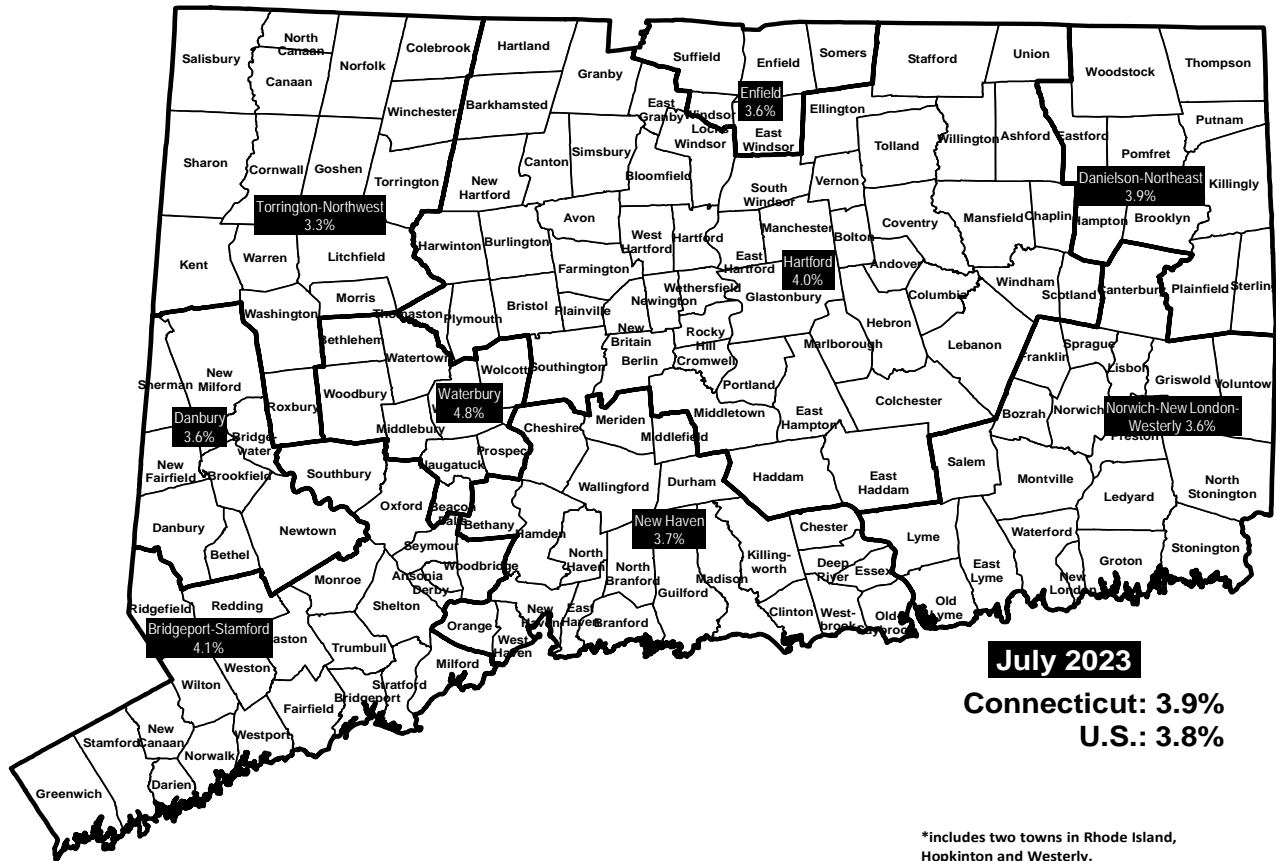 North
Canaan
Colebrook
Hartland
Suffield
Enfield
Somers
Stafford
Union
Woodstock
Thompson
Salisbury
Canaan
Norfolk
Granby
Winchester
Barkhamsted
East
Granby
Windsor
Locks
Enfield
3.6%
East
Windsor
Ellington
Willington
Ashford
Eastford
Putnam
Sharon
Cornwall
Goshen
Torrington
New
Hartford
Canton
Simsbury
Bloomfield
Windsor
South
Windsor
Vernon
Tolland
Pomfret
Killingly
Danielson-Northeast
3.9%
Torrington-Northwest
3.3%
Avon
West
Hartford
Hartford
East
Hartford
Manchester
Bolton
Coventry
Mansfield
Chaplin
Hampton
Brooklyn
Kent
Warren
Litchfield
Harwinton
Burlington
Farmington
Hartford
4.0%
Andover
Columbia
Windham
Scotland
Canterbury
Plainfield
Sterling
Washington
Morris
Thomaston
Plymouth
Bristol
Plainville
New
Britain
Newington
Wethersfield
Glastonbury
Rocky
Hill
Cromwell
Hebron
Marlborough
Lebanon
Franklin
Sprague
Lisbon
Griswold
Voluntown
Bethlehem
Watertown
Wolcott
Southington
Berlin
Portland
East
Hampton
Colchester
Bozrah
Norwich
Preston
Norwich-New London-
Westerly 3.6%
Sherman
New
Milford
Roxbury
Woodbury
Waterbury
4.8%
Middlebury
Cheshire
Meriden
Middletown
Middlefield
Danbury
3.6%
Bridge-
water
New
Fairfield
Brookfield
Southbury
Naugatuck
Prospect
Wallingford
Durham
Haddam
East
Haddam
Salem
Montville
Ledyard
North
Stonington
Danbury
Bethel
Newtown
Oxford
Beacon
Falls
Bethany
Hamden
North
Haven
New Haven
3.7%
Chester
Lyme
Waterford
Groton
Stonington
Seymour
Woodbridge
Ansonia
Derby
North
Branford
Guilford
Madison
Killing-
worth
Deep
River
Essex
East
Lyme
New
London
Monroe
Shelton
Ridgefield
Redding
Orange
West
Haven
New
Haven
East
Haven
Branford
Clinton
West-
brook
Old
Saybrook
Old
Lyme
Bridgeport-Stamford
4.1%
Easton
Trumbull
Milford
Wilton
Weston
Fairfield
Bridgeport
Stratford
Stamford
New
Canaan
Norwalk
Westport
Greenwich
Darien
July 2023
Connecticut: 3.9%
U.S.: 3.8%
*includes two towns in Rhode Island,
Hopkinton and Westerly.